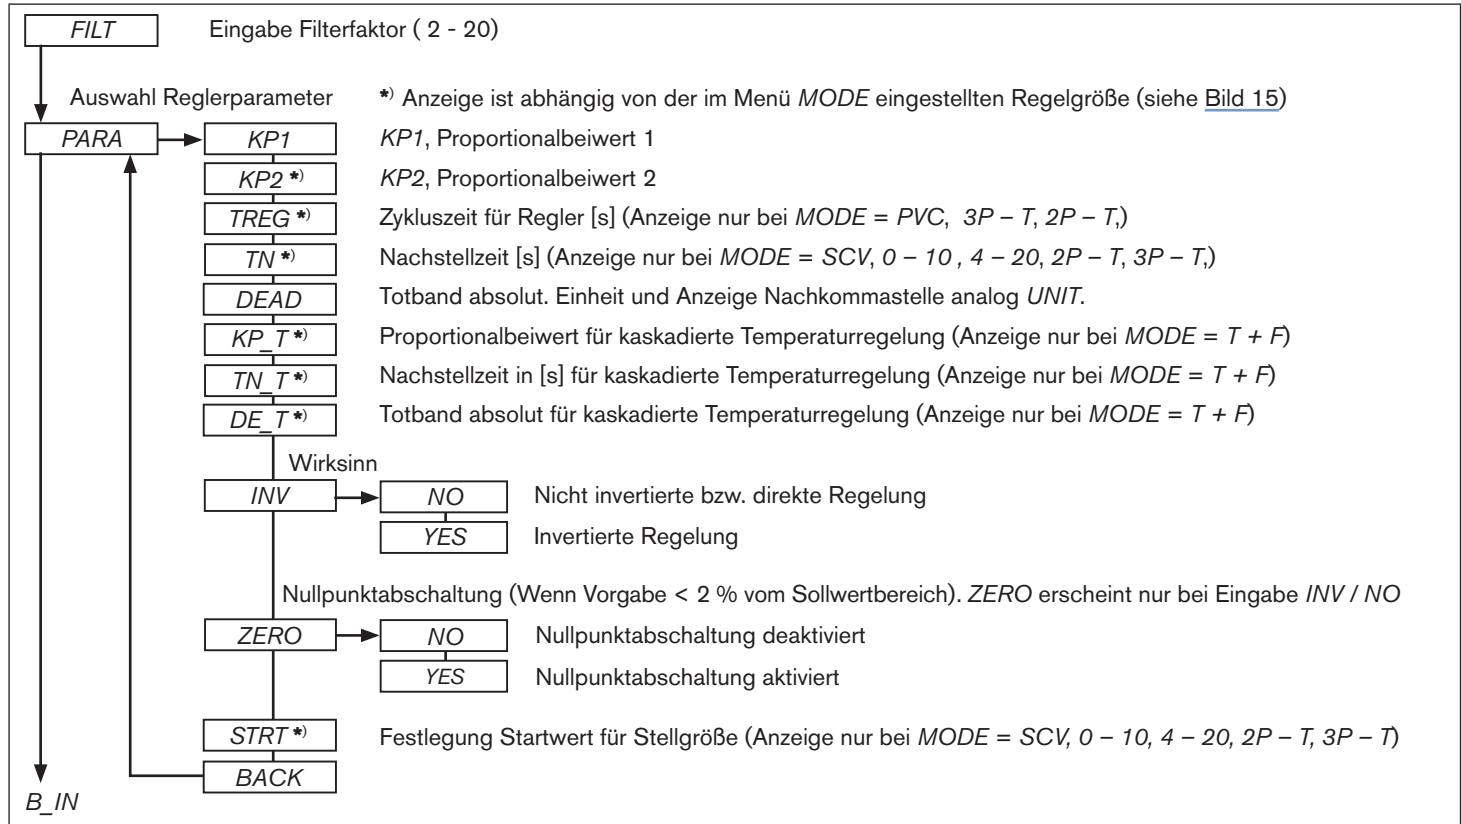 FILT Eingabe Filterfaktor ( 2 - 20)
Auswahl Reglerparameter *) Anzeige ist abhängig von der im Menü MODE eingestellten Regelgröße (siehe Bild 15)
PARA KP1 KP1, Proportionalbeiwert 1
KP2 *) KP2, Proportionalbeiwert 2
TREG *) Zykluszeit für Regler [s] (Anzeige nur bei MODE = PVC, 3P – T, 2P – T,)
TN *) Nachstellzeit [s] (Anzeige nur bei MODE = SCV, 0 – 10 , 4 – 20, 2P – T, 3P – T,)
DEAD Totband absolut. Einheit und Anzeige Nachkommastelle analog UNIT.
KP_T *) Proportionalbeiwert für kaskadierte Temperaturregelung (Anzeige nur bei MODE = T + F)
TN_T *) Nachstellzeit in [s] für kaskadierte Temperaturregelung (Anzeige nur bei MODE = T + F)
DE_T *) Totband absolut für kaskadierte Temperaturregelung (Anzeige nur bei MODE = T + F)
Wirksinn
INV NO Nicht invertierte bzw. direkte Regelung
YES Invertierte Regelung
Nullpunktabschaltung (Wenn Vorgabe < 2 % vom Sollwertbereich). ZERO erscheint nur bei Eingabe INV / NO
ZERO NO Nullpunktabschaltung deaktiviert
YES Nullpunktabschaltung aktiviert
STRT *) Festlegung Startwert für Stellgröße (Anzeige nur bei MODE = SCV, 0 – 10, 4 – 20, 2P – T, 3P – T)
BACK
B_IN